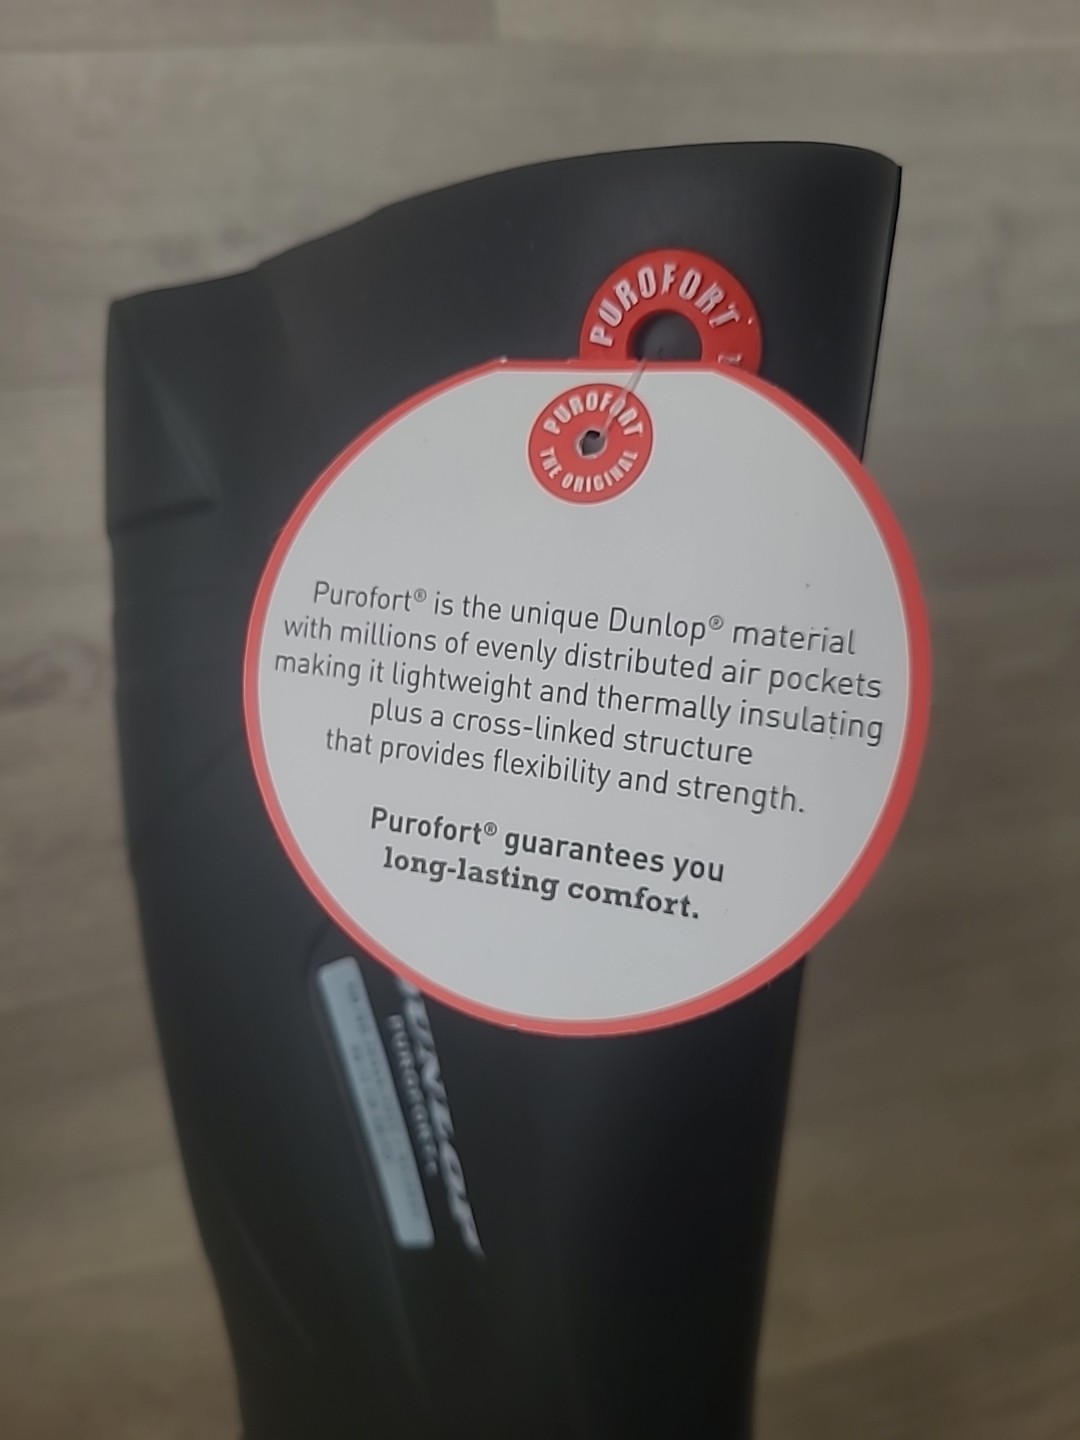 PUROFORT
PUROFORT
THE ORIGINAL
Purofort® is the unique Dunlop® material
with millions of evenly distributed air pockets
making it lightweight and thermally insulating
plus a cross-linked structure
that provides flexibility and strength.
Purofort® guarantees you
long-lasting comfort.
UNLOP
PUROFORT